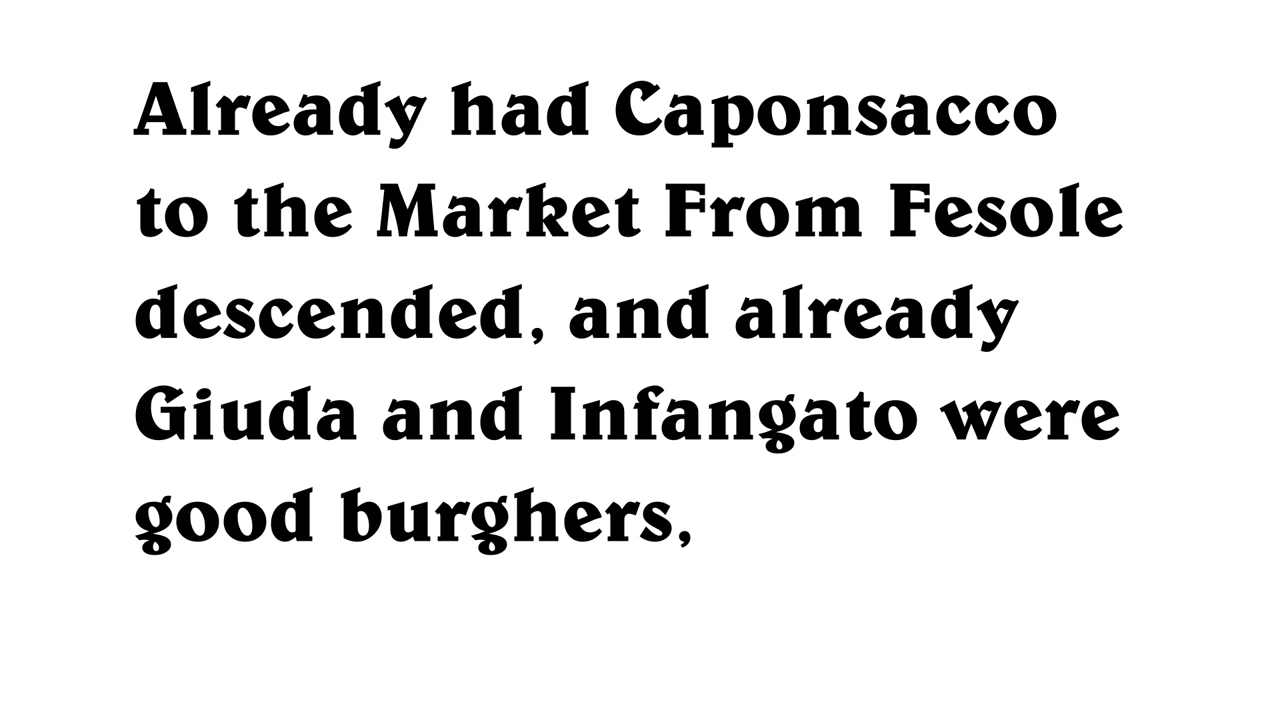 Already had Caponsacco
to the Market From Fesole
descended, and already
Giuda and Infangato were
good burghers,